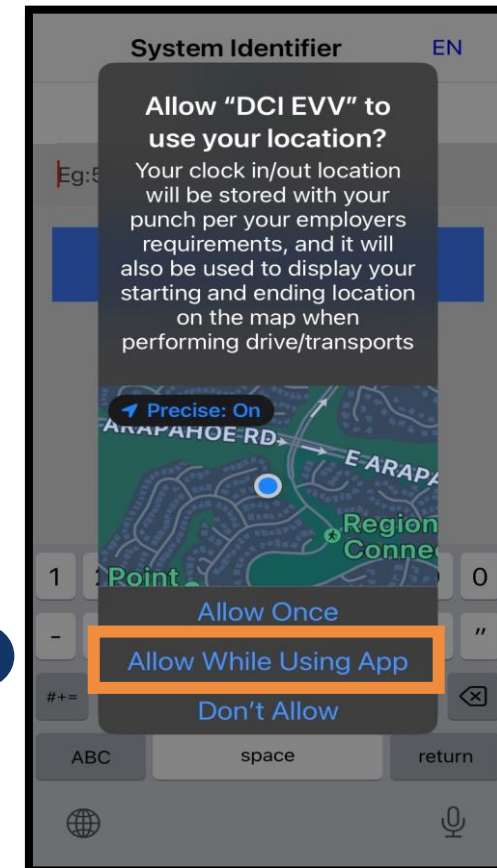 System Identifier
EN
Allow “DCI EVV” to
use your location?
Your clock in/out location
will be stored with your
punch per your employers
requirements, and it will
also be used to display your
starting and ending location
on the map when
performing drive/transports
Eg:5
Precise: On
ARAPAHOE RD
E ARAPA
Region
Conne
Point
1
0
Allow Once
-
"
Allow While Using App
#+=
Don’t Allow
ABC
space
return